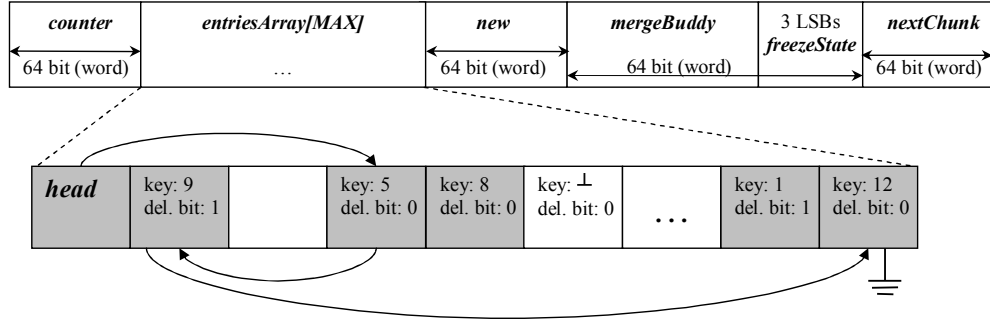 counter entriesArray[MAX] new mergeBuddy 3 LSBs nextChunk
freezeState
64 bit (word) ... 64 bit (word) 64 bit (word) 64 bit (word)
head key: 9 key: 5 key: 8 key: ⊥ key: 1 key: 12
del. bit: 1 del. bit: 0 del. bit: 0 del. bit: 0 ... del. bit: 1 del. bit: 0